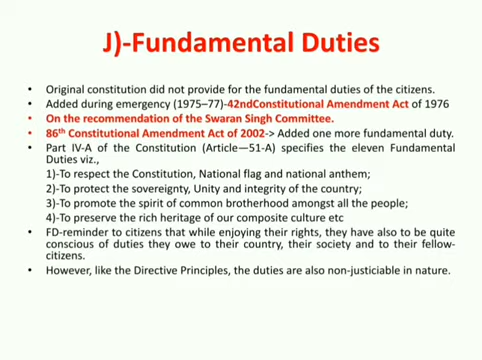 J)-Fundamental Duties
• Original constitution did not provide for the fundamental duties of the citizens.
• Added during emergency (1975–77)-42ndConstitutional Amendment Act of 1976
• On the recommendation of the Swaran Singh Committee.
• 86th Constitutional Amendment Act of 2002-> Added one more fundamental duty.
• Part IV-A of the Constitution (Article—51-A) specifies the eleven Fundamental
Duties viz.,
1)-To respect the Constitution, National flag and national anthem;
2)-To protect the sovereignty, Unity and integrity of the country;
3)-To promote the spirit of common brotherhood amongst all the people;
4)-To preserve the rich heritage of our composite culture etc
• FD-reminder to citizens that while enjoying their rights, they have also to be quite
conscious of duties they owe to their country, their society and to their fellow-
citizens.
• However, like the Directive Principles, the duties are also non-justiciable in nature.